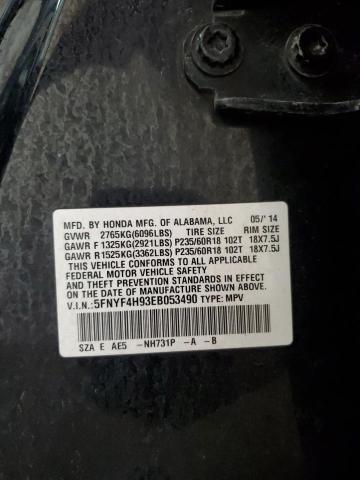 MFD. BY HONDA MFG. OF ALABAMA, LLC 05/'14
GVWR 2765KG(6096LBS) TIRE SIZE RIM SIZE
GAWR F 1325KG(2921LBS) P235/60R18 102T 18X7.5J
GAWR R 1525KG(3362LBS) P235/60R18 102T 18X7.5J
THIS VEHICLE CONFORMS TO ALL APPLICABLE
FEDERAL MOTOR VEHICLE SAFETY
AND THEFT PREVENTION STANDARDS IN EFFECT
ON THE DATE OF MANUFACTURE SHOWN ABOVE.
V.I.N.: 5FNYF4H93EB053490 TYPE: MPV
SZA E AE5 -NH731P -A -B